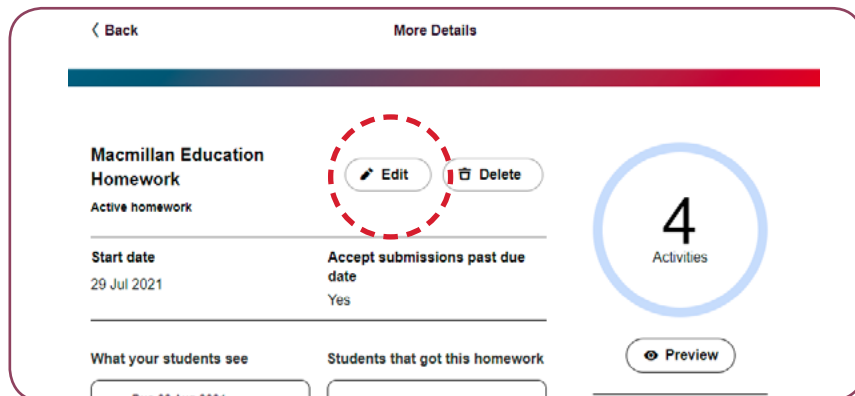 Back
More Details
Macmillan Education
Homework
Edit
Delete
Active homework
4
Activities
Start date
Accept submissions past due
date
29 Jul 2021
Yes
What your students see
Students that got this homework
Preview